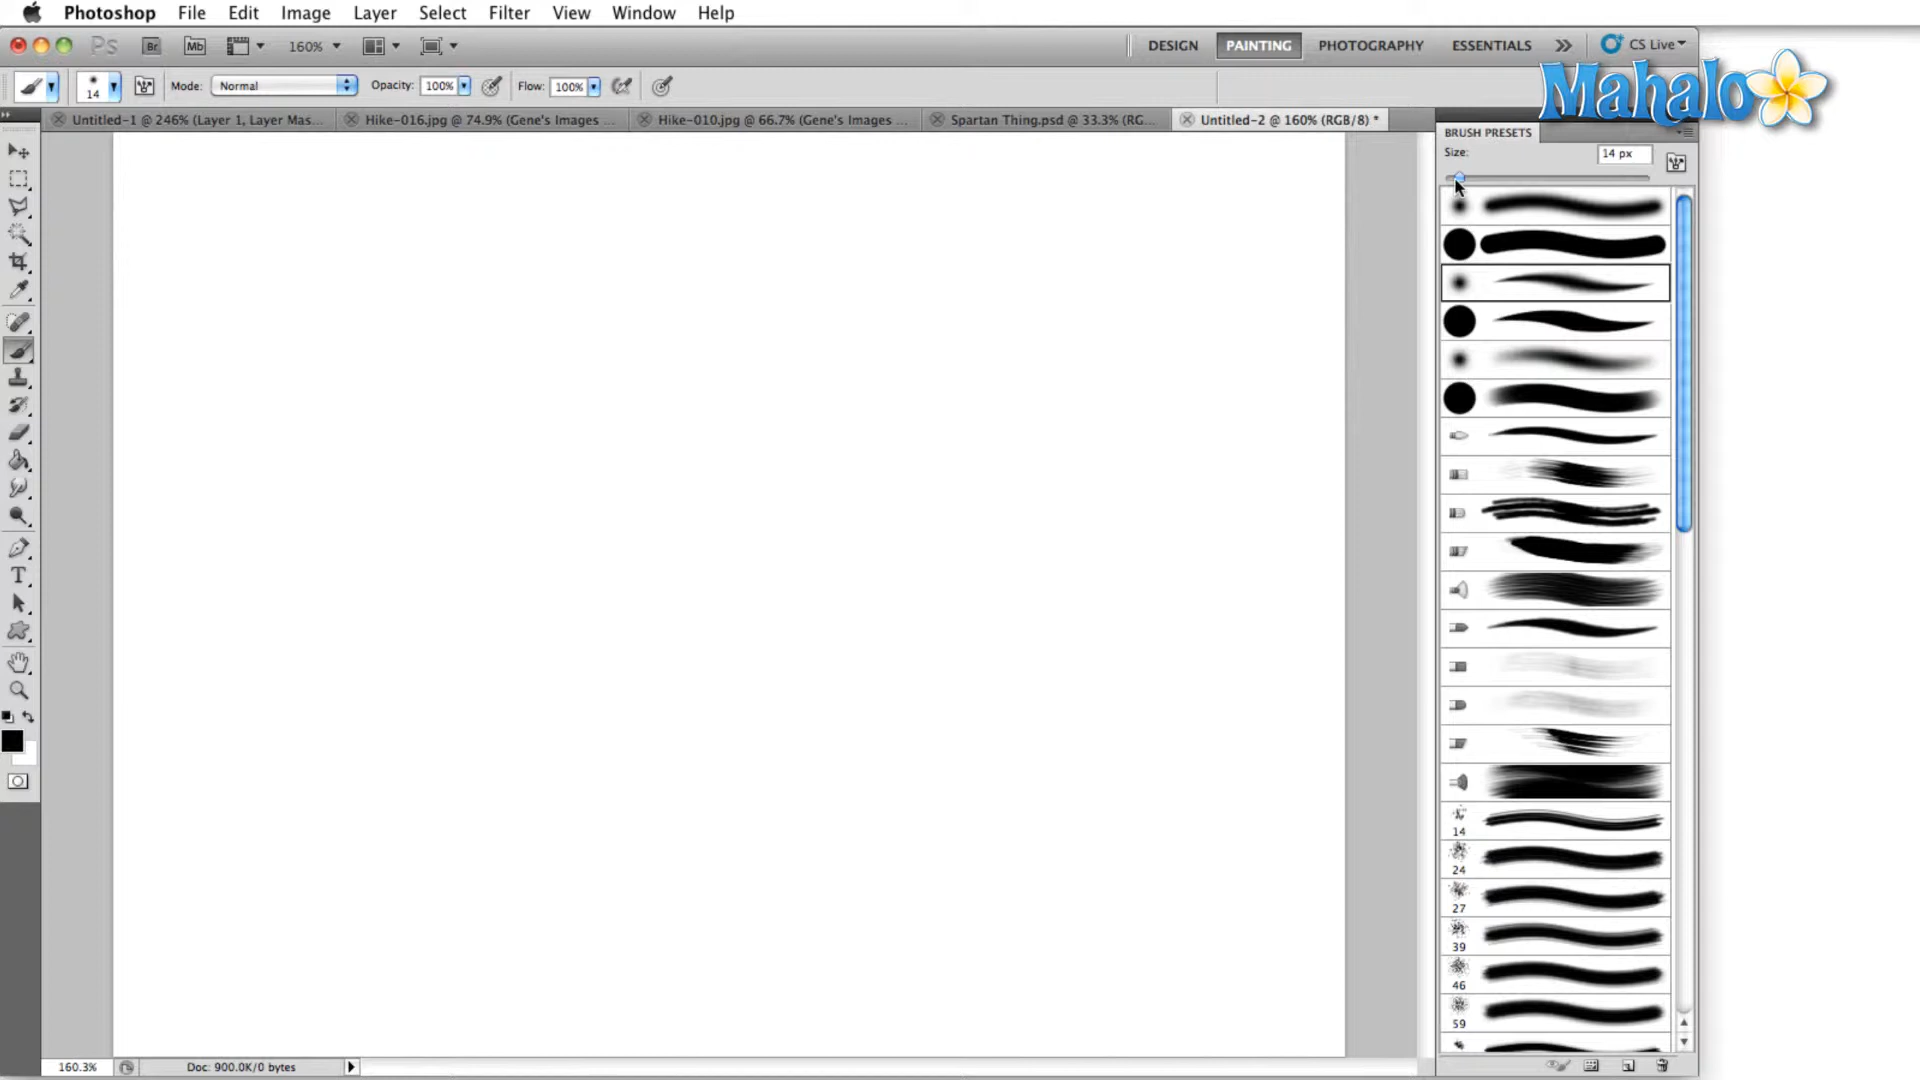 Photoshop File Edit Image Layer Select Filter View Window Help
Ps Br Mb 160% DESIGN PAINTING PHOTOGRAPHY ESSENTIALS CS Live
14 Mode: Normal Opacity: 100% Flow: 100%
Mahalo
Untitled-1 @ 246% (Layer 1, Layer Mas... Hike-016.jpg @ 74.9% (Gene's Images ... Hike-010.jpg @ 66.7% (Gene's Images ... Spartan Thing.psd @ 33.3% (RG... Untitled-2 @ 160% (RGB/8) *
BRUSH PRESETS
Size: 14 px
T
14
24
27
39
46
59
160.3% Doc: 900.0K/0 bytes